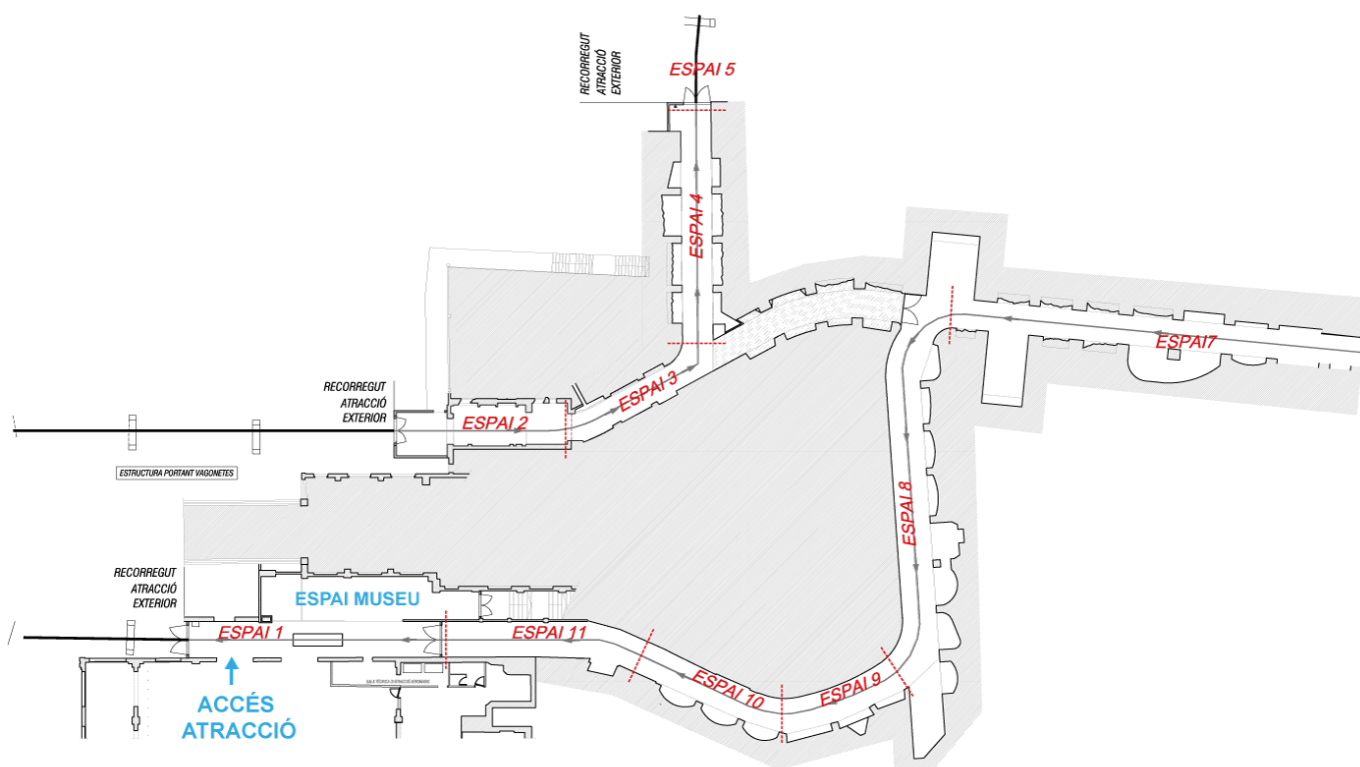 RECORREGUT
ATRACCIÓ
EXTERIOR
ESPAI 5
ESPAI 4
ESPAI 3
RECORREGUT
ATRACCIÓ
EXTERIOR
ESPAI 2
ESPAI7
ESTRUCTURA PORTANT VAGONETES
ESPAI 8
RECORREGUT
ATRACCIÓ
EXTERIOR
ESPAI MUSEU
ESPAI 1
ESPAI 11
ESPAI 10
ESPAI 9
ACCÉS
ATRACCIÓ